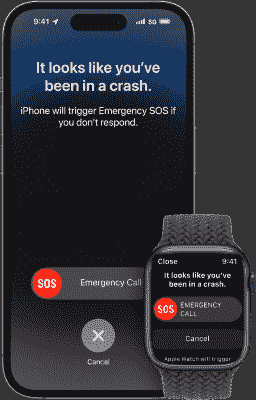 9:41 5G
It looks like you've
been in a crash.
iPhone will trigger Emergency SOS if
you don't respond.
SOS Emergency Call
Cancel
Close 9:41
It looks like you've
been in a crash.
SOS EMERGENCY
CALL
Cancel
Apple Watch will trigger